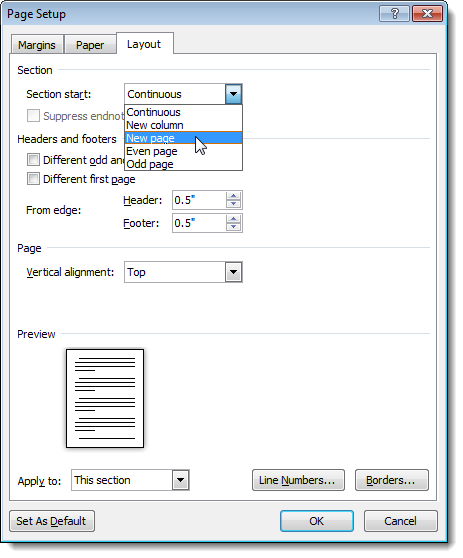 Page Setup
Margins Paper Layout
Section
Section start: Continuous
Continuous
Suppress endnot
New column
Headers and footers New page
Different odd an Even page
Odd page
Different first page
From edge: Header: 0.5"
Footer: 0.5"
Page
Vertical alignment: Top
Preview
Apply to: This section Line Numbers... Borders...
Set As Default OK Cancel